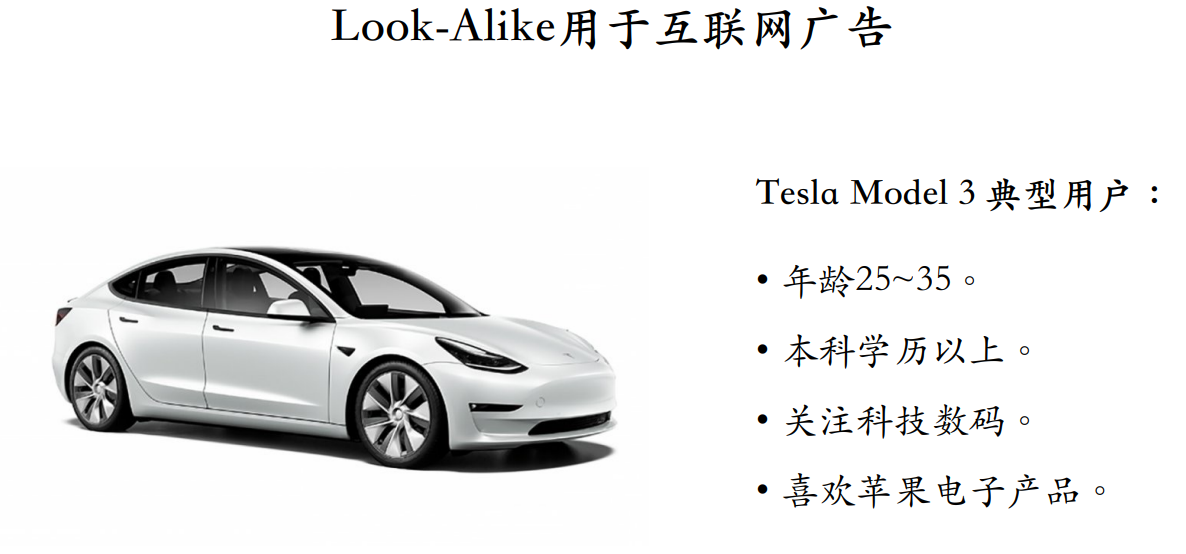 Look-Alike用于互联网广告
Tesla Model 3 典型用户：
• 年龄25~35。
• 本科学历以上。
• 关注科技数码。
• 喜欢苹果电子产品。